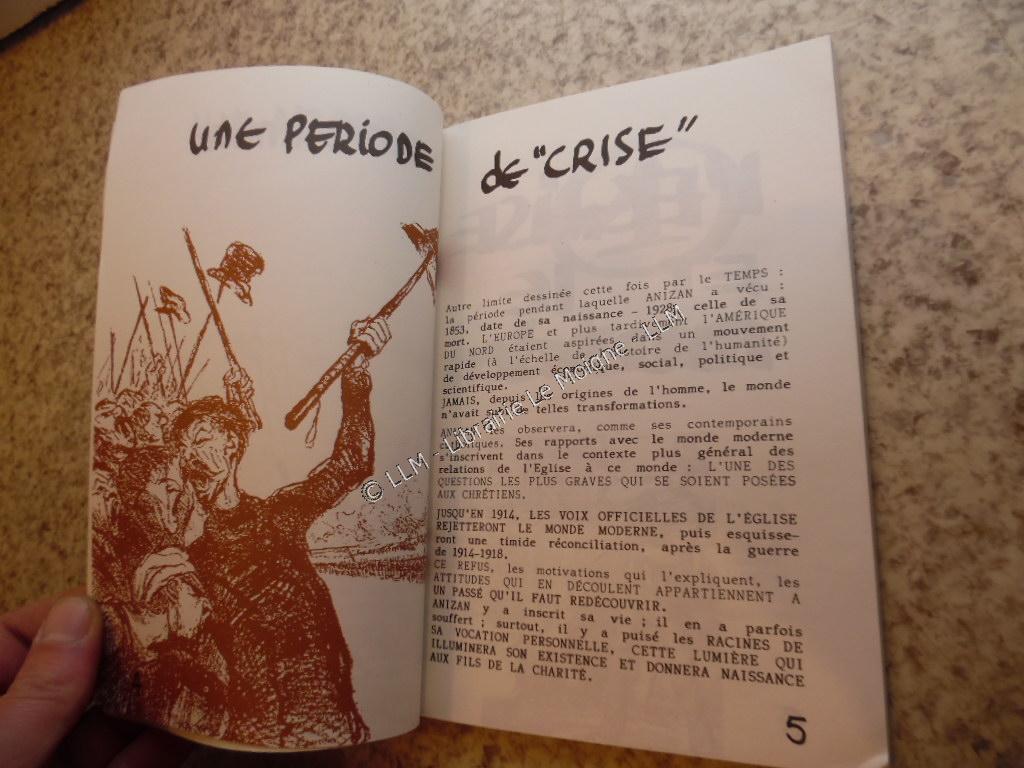 une PERIODE de "CRISE"
Autre limite dessinée cette fois par le TEMPS :
la période pendant laquelle ANIZAN a vécu :
1853, date de sa naissance - 1928, celle de sa
mort. L'EUROPE et plus tardivement l'AMÉRIQUE
DU NORD étaient aspirées dans un mouvement
rapide (à l'échelle de l'histoire de l'humanité)
de développement économique, social, politique et
scientifique.
JAMAIS, depuis les origines de l'homme, le monde
n'avait subi de telles transformations.
ANIZAN les observera, comme ses contemporains
catholiques. Ses rapports avec le monde moderne
s'inscrivent dans le contexte plus général des
relations de l'Eglise à ce monde : L'UNE DES
QUESTIONS LES PLUS GRAVES QUI SE SOIENT POSÉES
AUX CHRÉTIENS.
JUSQU'EN 1914, LES VOIX OFFICIELLES DE L'ÉGLISE
REJETTERONT LE MONDE MODERNE, puis esquisse-
ront une timide réconciliation, après la guerre
de 1914-1918.
CE REFUS, les motivations qui l'expliquent, les
ATTITUDES QUI EN DÉCOULENT APPARTIENNENT A
UN PASSÉ QU'IL FAUT REDÉCOUVRIR.
ANIZAN y a inscrit sa vie ; il en a parfois
souffert ; surtout, il y a puisé les RACINES DE
SA VOCATION PERSONNELLE, CETTE LUMIÈRE QUI
ILLUMINERA SON EXISTENCE ET DONNERA NAISSANCE
AUX FILS DE LA CHARITÉ.
5
© LLM - Librairie Le Moigne - LLM